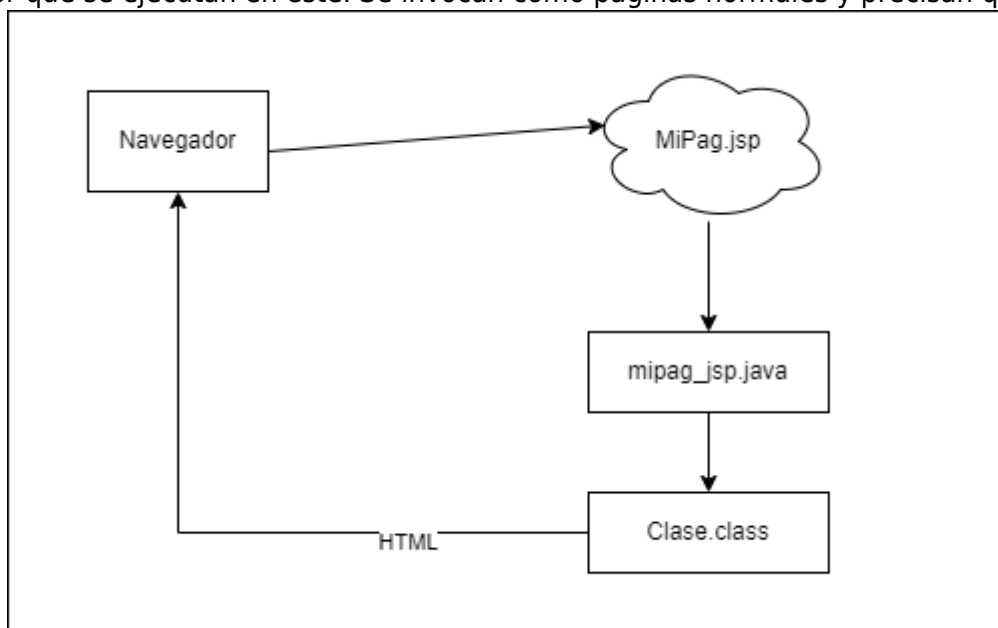 que se ejecutan en este. Se invocan como páginas normales y precisan
Navegador
MiPag.jsp
mipag_jsp.java
Clase.class
HTML